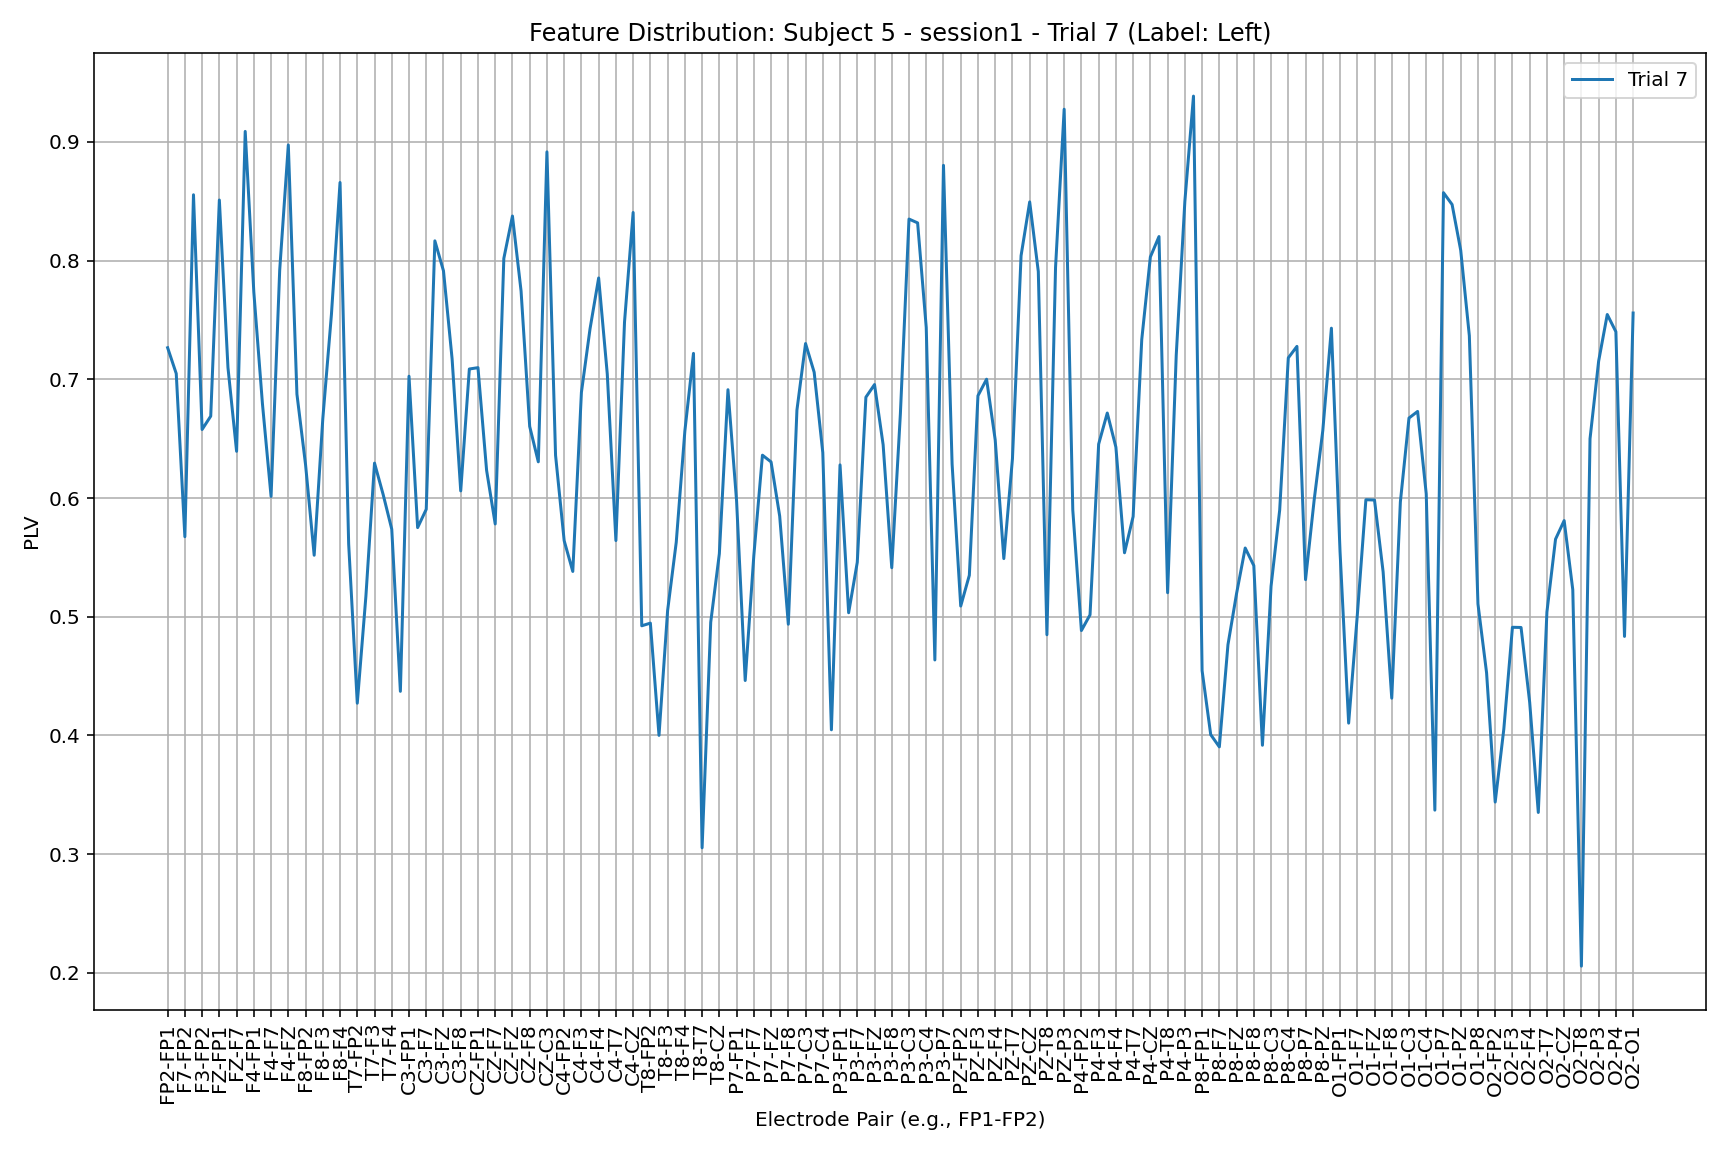 Feature Distribution: Subject 5 - session1 - Trial 7 (Label: Left)
Trial 7
PLV
0.9
0.8
0.7
0.6
0.5
0.4
0.3
0.2
FP2-FP1
F7-FP2
F3-FP2
FZ-FP1
FZ-F7
F4-FP1
F4-F7
F4-FZ
F8-FP2
F8-F3
F8-F4
T7-FP2
T7-F3
T7-F4
C3-FP1
C3-F7
C3-FZ
C3-F8
CZ-FP1
CZ-F7
CZ-FZ
CZ-F8
CZ-C3
C4-FP2
C4-F3
C4-F4
C4-T7
C4-CZ
T8-FP2
T8-F3
T8-F4
T8-T7
T8-CZ
P7-FP1
P7-F7
P7-FZ
P7-F8
P7-C3
P7-C4
P3-FP1
P3-F7
P3-FZ
P3-F8
P3-C3
P3-C4
P3-P7
PZ-FP2
PZ-F3
PZ-F4
PZ-T7
PZ-CZ
PZ-T8
PZ-P3
P4-FP2
P4-F3
P4-F4
P4-T7
P4-CZ
P4-T8
P4-P3
P8-FP1
P8-F7
P8-FZ
P8-F8
P8-C3
P8-C4
P8-P7
P8-PZ
O1-FP1
O1-F7
O1-FZ
O1-F8
O1-C3
O1-C4
O1-P7
O1-PZ
O1-P8
O2-FP2
O2-F3
O2-F4
O2-T7
O2-CZ
O2-T8
O2-P3
O2-P4
O2-O1
Electrode Pair (e.g., FP1-FP2)